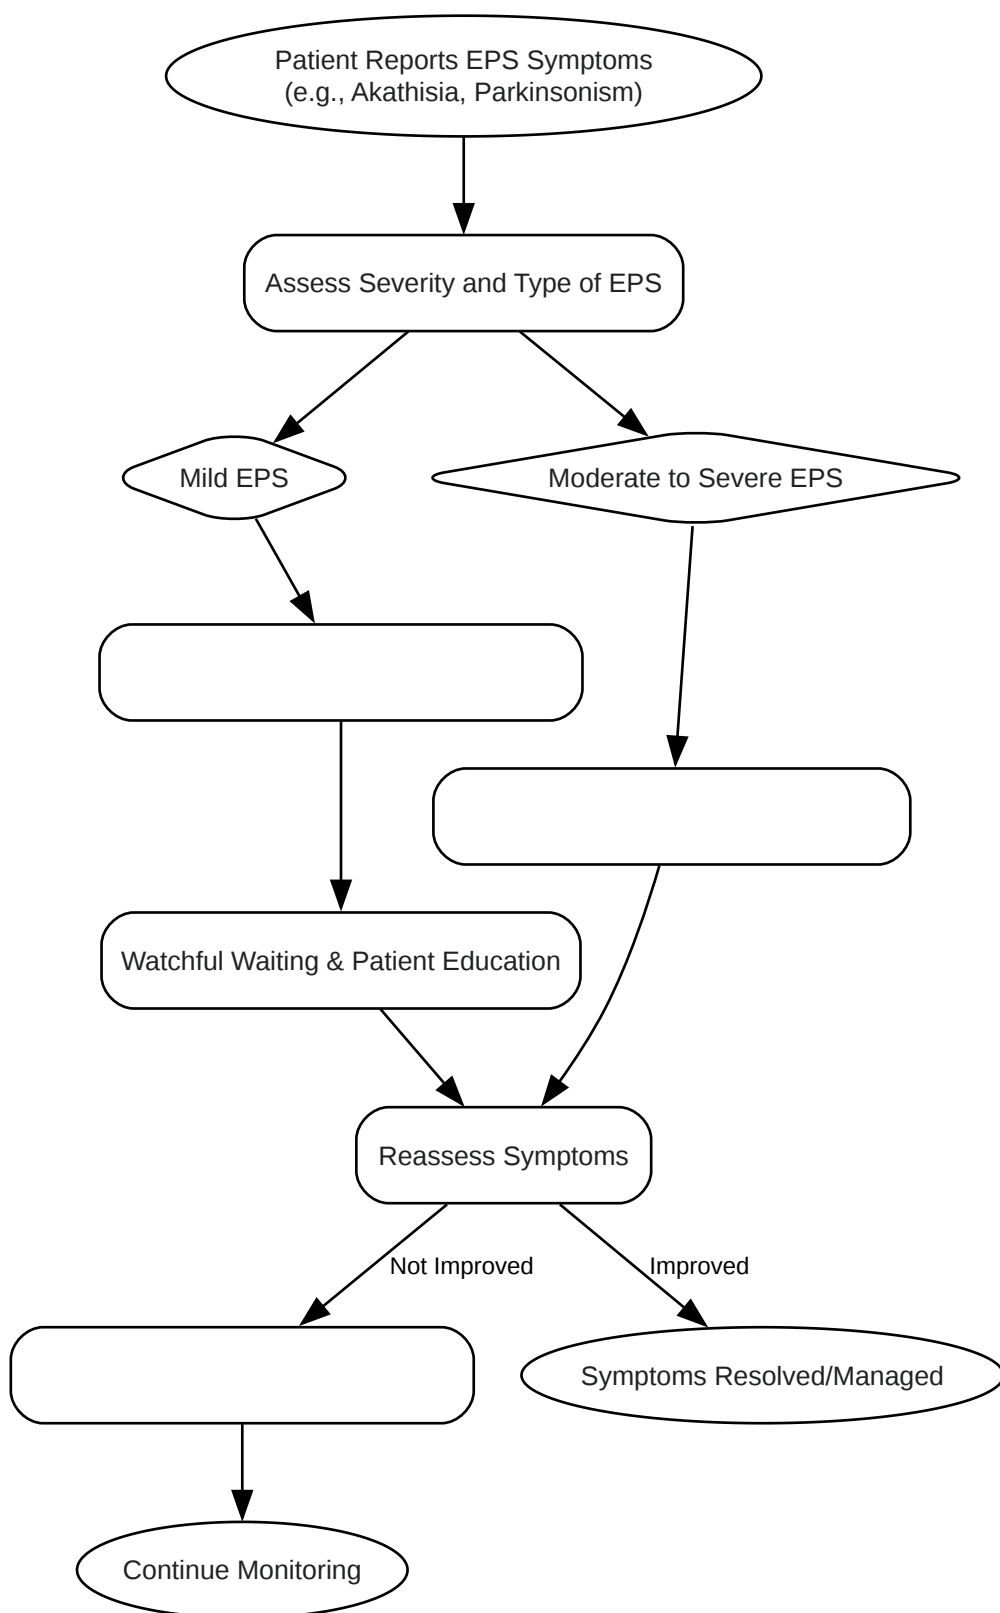 Patient Reports EPS Symptoms
(e.g., Akathisia, Parkinsonism)
Assess Severity and Type of EPS
Mild EPS
Moderate to Severe EPS
Watchful Waiting & Patient Education
Reassess Symptoms
Not Improved
Improved
Symptoms Resolved/Managed
Continue Monitoring